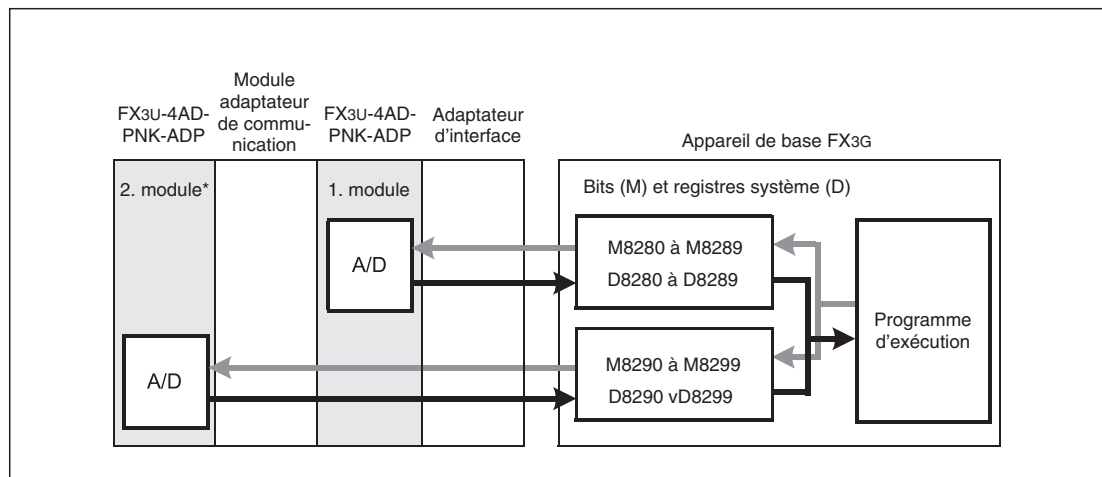 FX3U-4AD-
PNK-ADP
Module
adaptateur
de commu-
nication
FX3U-4AD-
PNK-ADP
Adaptateur
d'interface
Appareil de base FX3G
2. module*
1. module
Bits (M) et registres système (D)
A/D
M8280 à M8289
D8280 à D8289
Programme
d'exécution
A/D
M8290 à M8299
D8290 vD8299